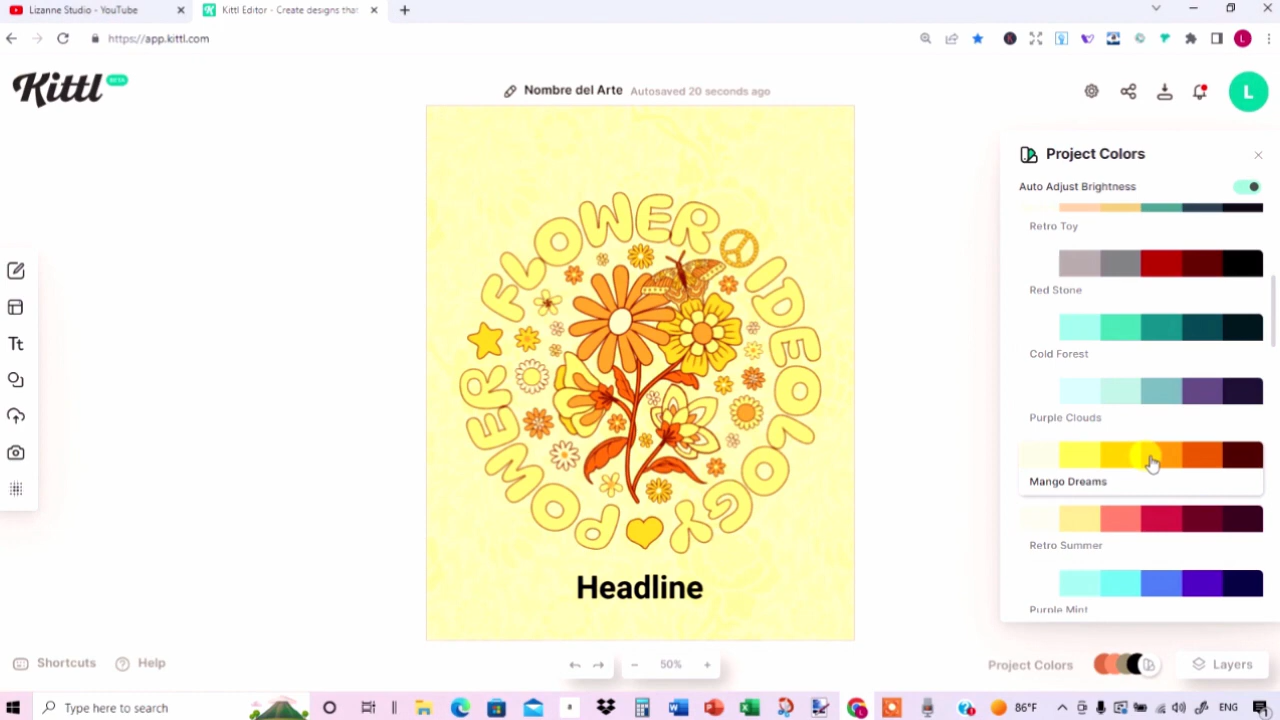 Lizanne Studio - YouTube
Kittl Editor - Create designs tha
https://app.kittl.com
L
Kittl BETA
Nombre del Arte Autosaved 20 seconds ago
L
Project Colors
Auto Adjust Brightness
Retro Toy
Red Stone
Cold Forest
Purple Clouds
Mango Dreams
Retro Summer
Purple Mint
Tt
FLOWER
IDEOLOGY
POWER
Headline
Shortcuts
Help
50%
Project Colors
Layers
Type here to search
86°F
ENG